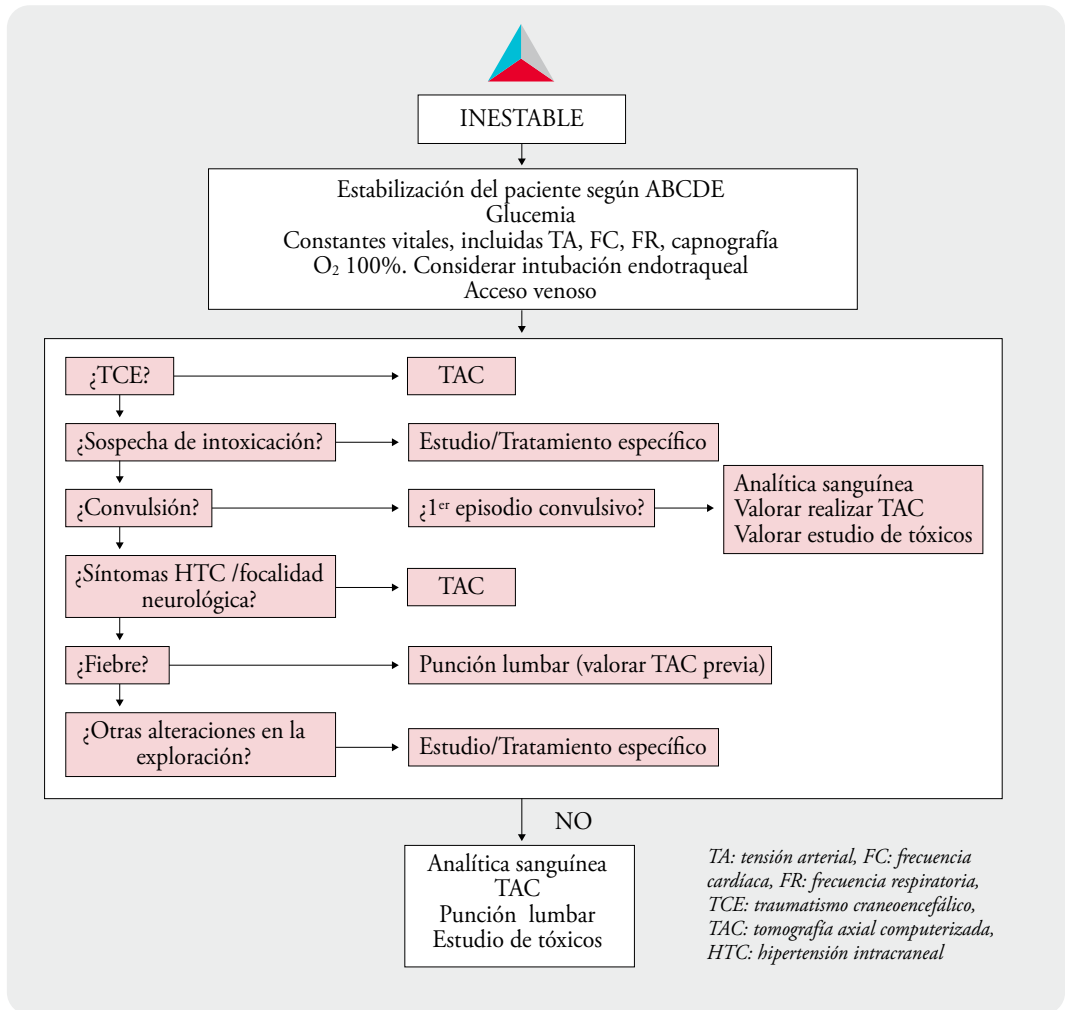 INESTABLE
Estabilización del paciente según ABCDE
Glucemia
Constantes vitales, incluidas TA, FC, FR, capnografía
O₂ 100%. Considerar intubación endotraqueal
Acceso venoso
¿TCE?
TAC
¿Sospecha de intoxicación?
Estudio/Tratamiento específico
¿Convulsión?
¿1ᵉʳ episodio convulsivo?
Analítica sanguínea
Valorar realizar TAC
Valorar estudio de tóxicos
¿Síntomas HTC /focalidad
neurológica?
TAC
¿Fiebre?
Punción lumbar (valorar TAC previa)
¿Otras alteraciones en la
exploración?
Estudio/Tratamiento específico
NO
Analítica sanguínea
TAC
Punción lumbar
Estudio de tóxicos
TA: tensión arterial, FC: frecuencia
cardíaca, FR: frecuencia respiratoria,
TCE: traumatismo craneoencefálico,
TAC: tomografía axial computerizada,
HTC: hipertensión intracraneal